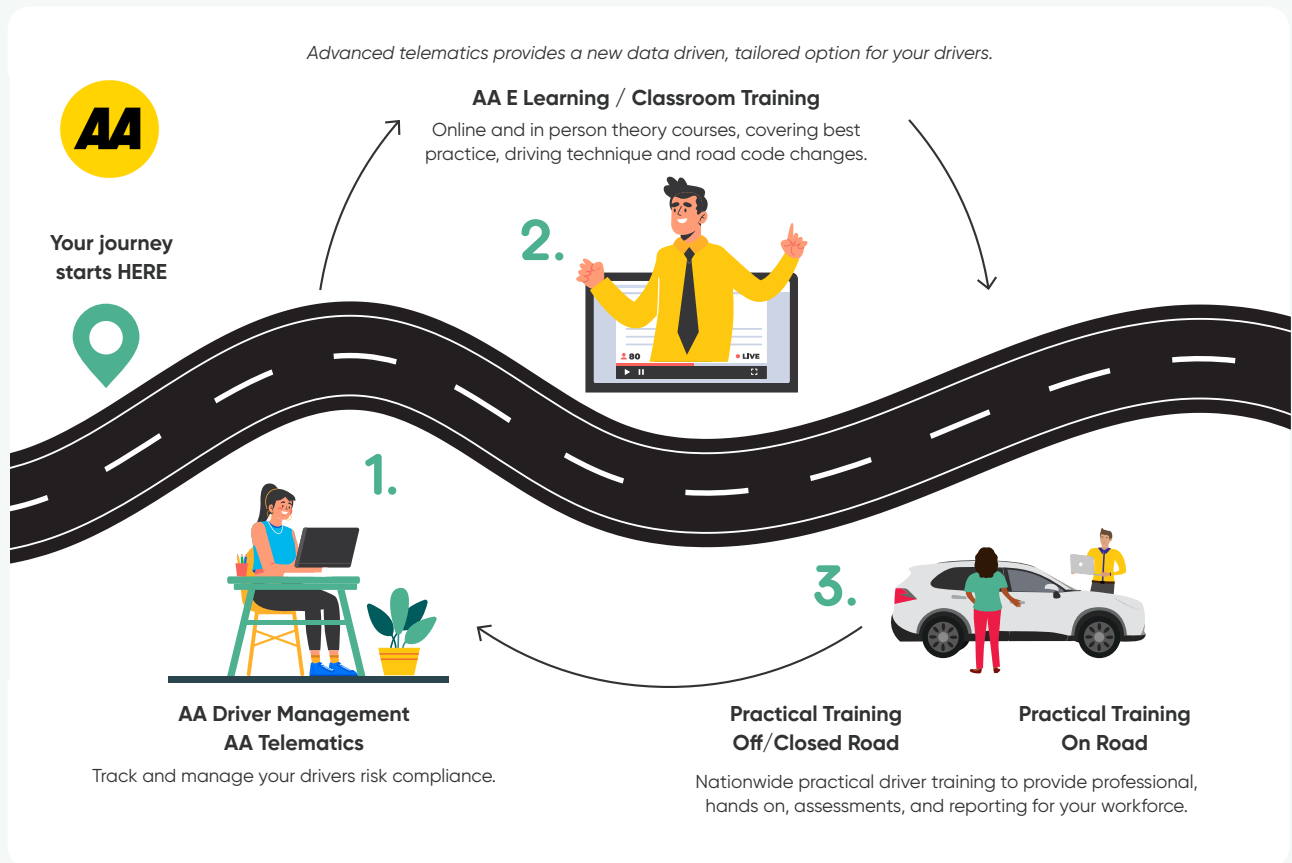 Advanced telematics provides a new data driven, tailored option for your drivers.
AA
Your journey
starts HERE
AA E Learning / Classroom Training
Online and in person theory courses, covering best
practice, driving technique and road code changes.
2.
80
LIVE
1.
AA Driver Management
AA Telematics
Track and manage your drivers risk compliance.
3.
Practical Training
Off/Closed Road
Practical Training
On Road
Nationwide practical driver training to provide professional,
hands on, assessments, and reporting for your workforce.